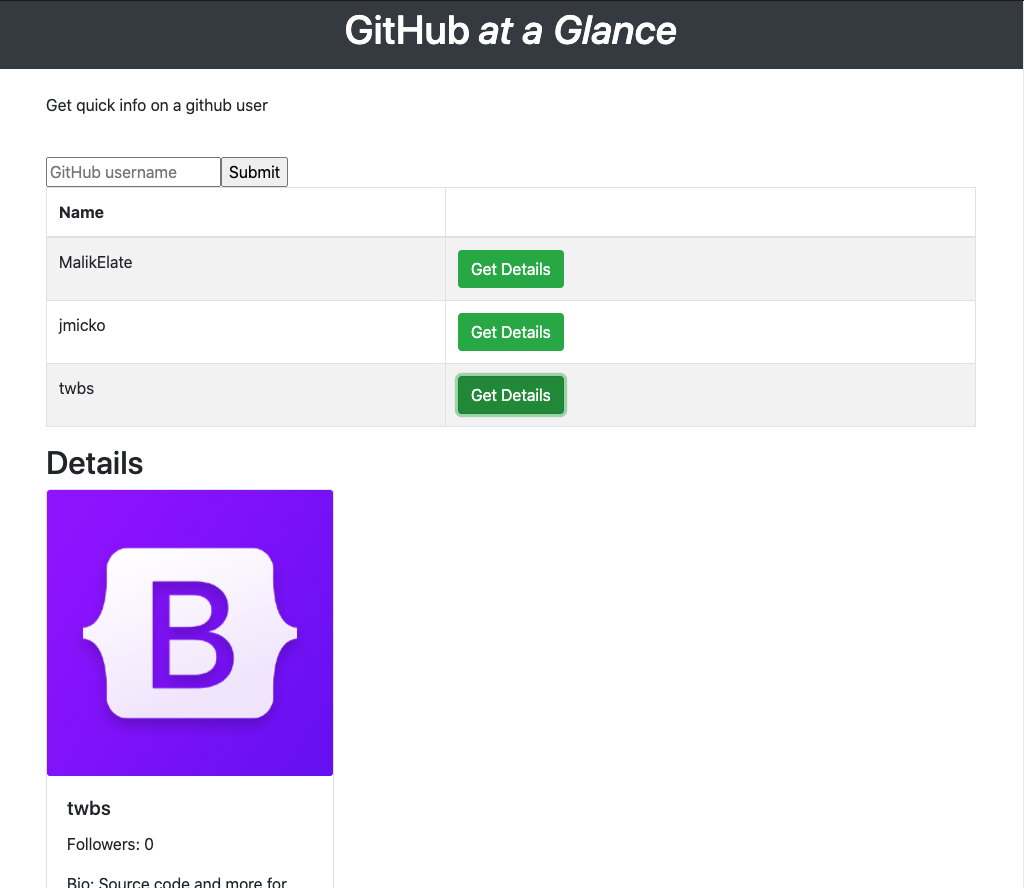 GitHub at a Glance
Get quick info on a github user
GitHub username Submit
Name
MalikElate Get Details
jmicko Get Details
twbs Get Details
Details
B
twbs
Followers: 0
Bio: Source code and more for